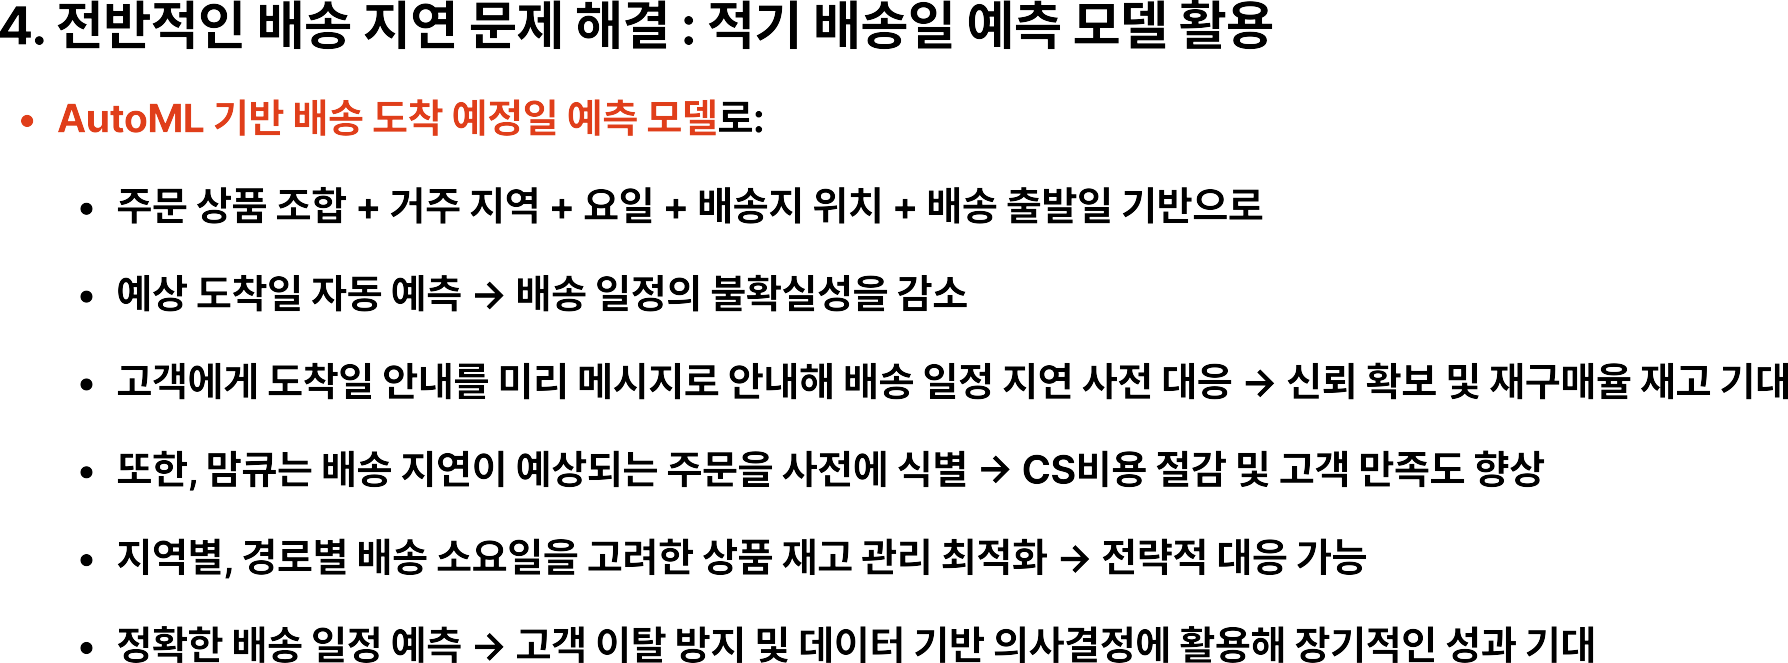 4. 전반적인 배송 지연 문제 해결 : 적기 배송일 예측 모델 활용
• AutoML 기반 배송 도착 예정일 예측 모델로:
• 주문 상품 조합 + 거주 지역 + 요일 + 배송지 위치 + 배송 출발일 기반으로
• 예상 도착일 자동 예측 → 배송 일정의 불확실성을 감소
• 고객에게 도착일 안내를 미리 메시지로 안내해 배송 일정 지연 사전 대응 → 신뢰 확보 및 재구매율 재고 기대
• 또한, 맘큐는 배송 지연이 예상되는 주문을 사전에 식별 → CS비용 절감 및 고객 만족도 향상
• 지역별, 경로별 배송 소요일을 고려한 상품 재고 관리 최적화 → 전략적 대응 가능
• 정확한 배송 일정 예측 → 고객 이탈 방지 및 데이터 기반 의사결정에 활용해 장기적인 성과 기대